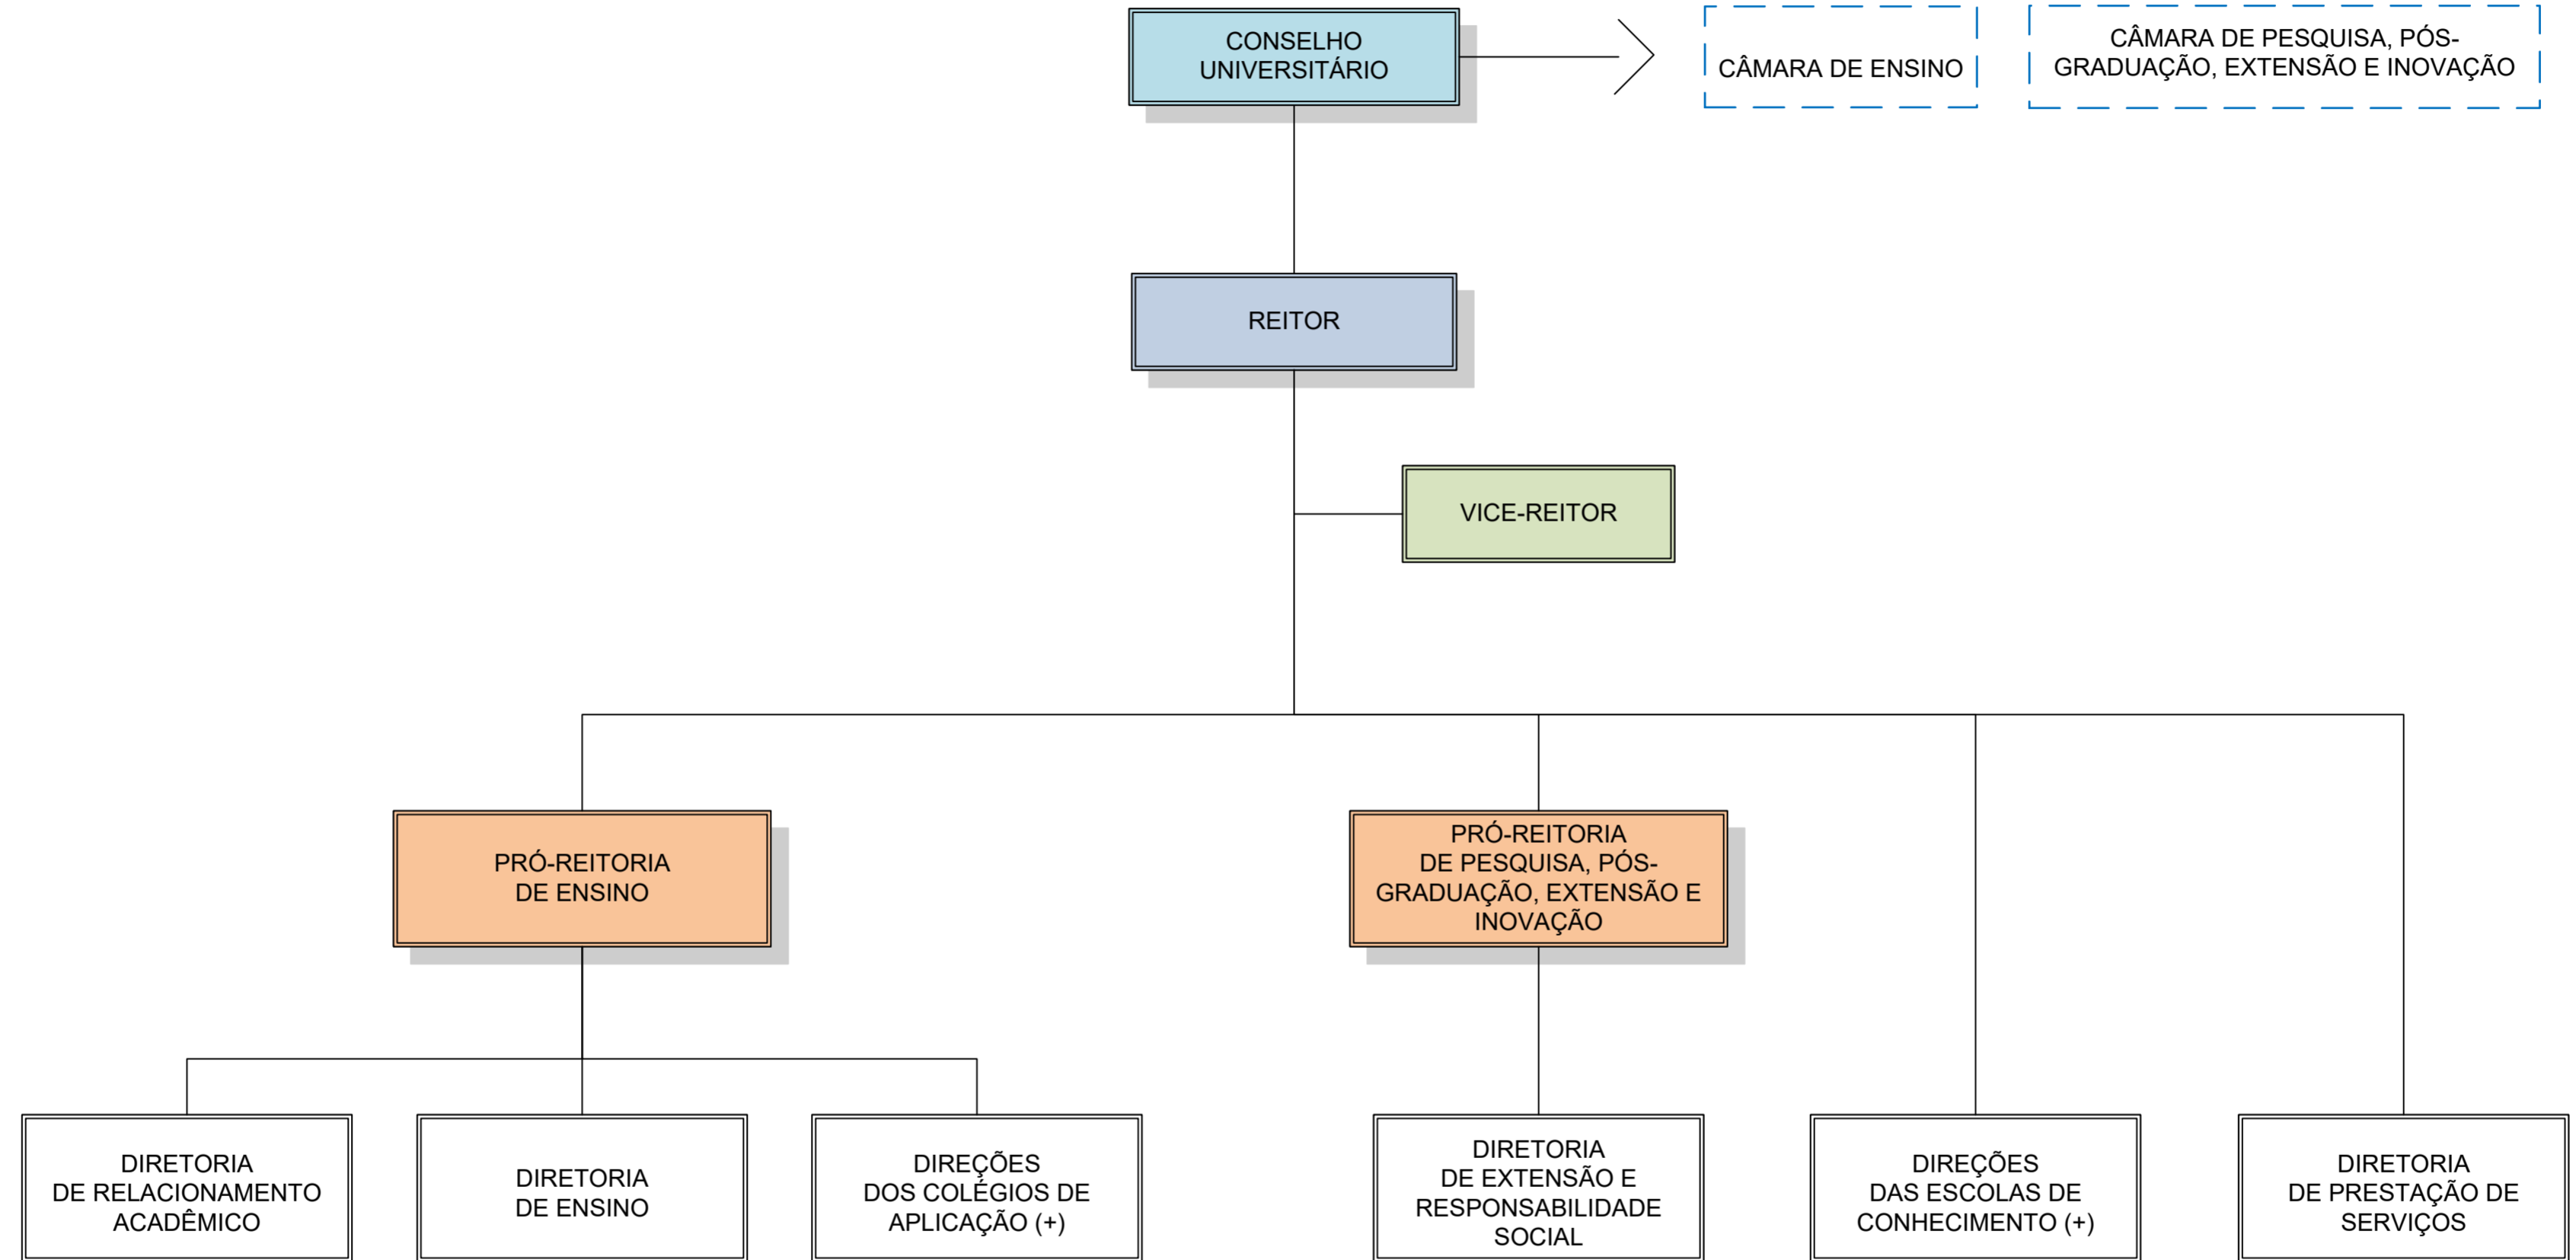 CONSELHO
UNIVERSITÁRIO
CÂMARA DE ENSINO
CÂMARA DE PESQUISA, PÓS-
GRADUAÇÃO, EXTENSÃO E INOVAÇÃO
REITOR
VICE-REITOR
PRÓ-REITORIA
DE ENSINO
PRÓ-REITORIA
DE PESQUISA, PÓS-
GRADUAÇÃO, EXTENSÃO E
INOVAÇÃO
DIRETORIA
DE RELACIONAMENTO
ACADÊMICO
DIRETORIA
DE ENSINO
DIREÇÕES
DOS COLÉGIOS DE
APLICAÇÃO (+)
DIRETORIA
DE EXTENSÃO E
RESPONSABILIDADE
SOCIAL
DIREÇÕES
DAS ESCOLAS DE
CONHECIMENTO (+)
DIRETORIA
DE PRESTAÇÃO DE
SERVIÇOS